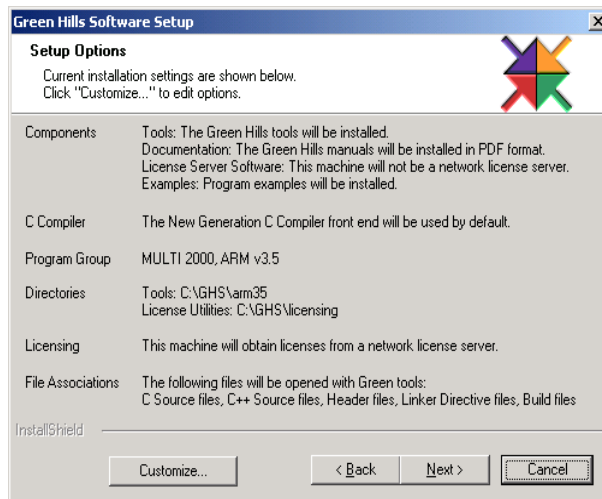 Green Hills Software Setup
Setup Options
Current installation settings are shown below.
Click "Customize..." to edit options.
Components
Tools: The Green Hills tools will be installed.
Documentation: The Green Hills manuals will be installed in PDF format.
License Server Software: This machine will not be a network license server.
Examples: Program examples will be installed.
C Compiler
The New Generation C Compiler front end will be used by default.
Program Group
MULTI 2000, ARM v3.5
Directories
Tools: C:\GHS\arm35
License Utilities: C:\GHS\licensing
Licensing
This machine will obtain licenses from a network license server.
File Associations
The following files will be opened with Green tools:
C Source files, C++ Source files, Header files, Linker Directive files, Build files
InstallShield
Customize...
< Back
Next >
Cancel